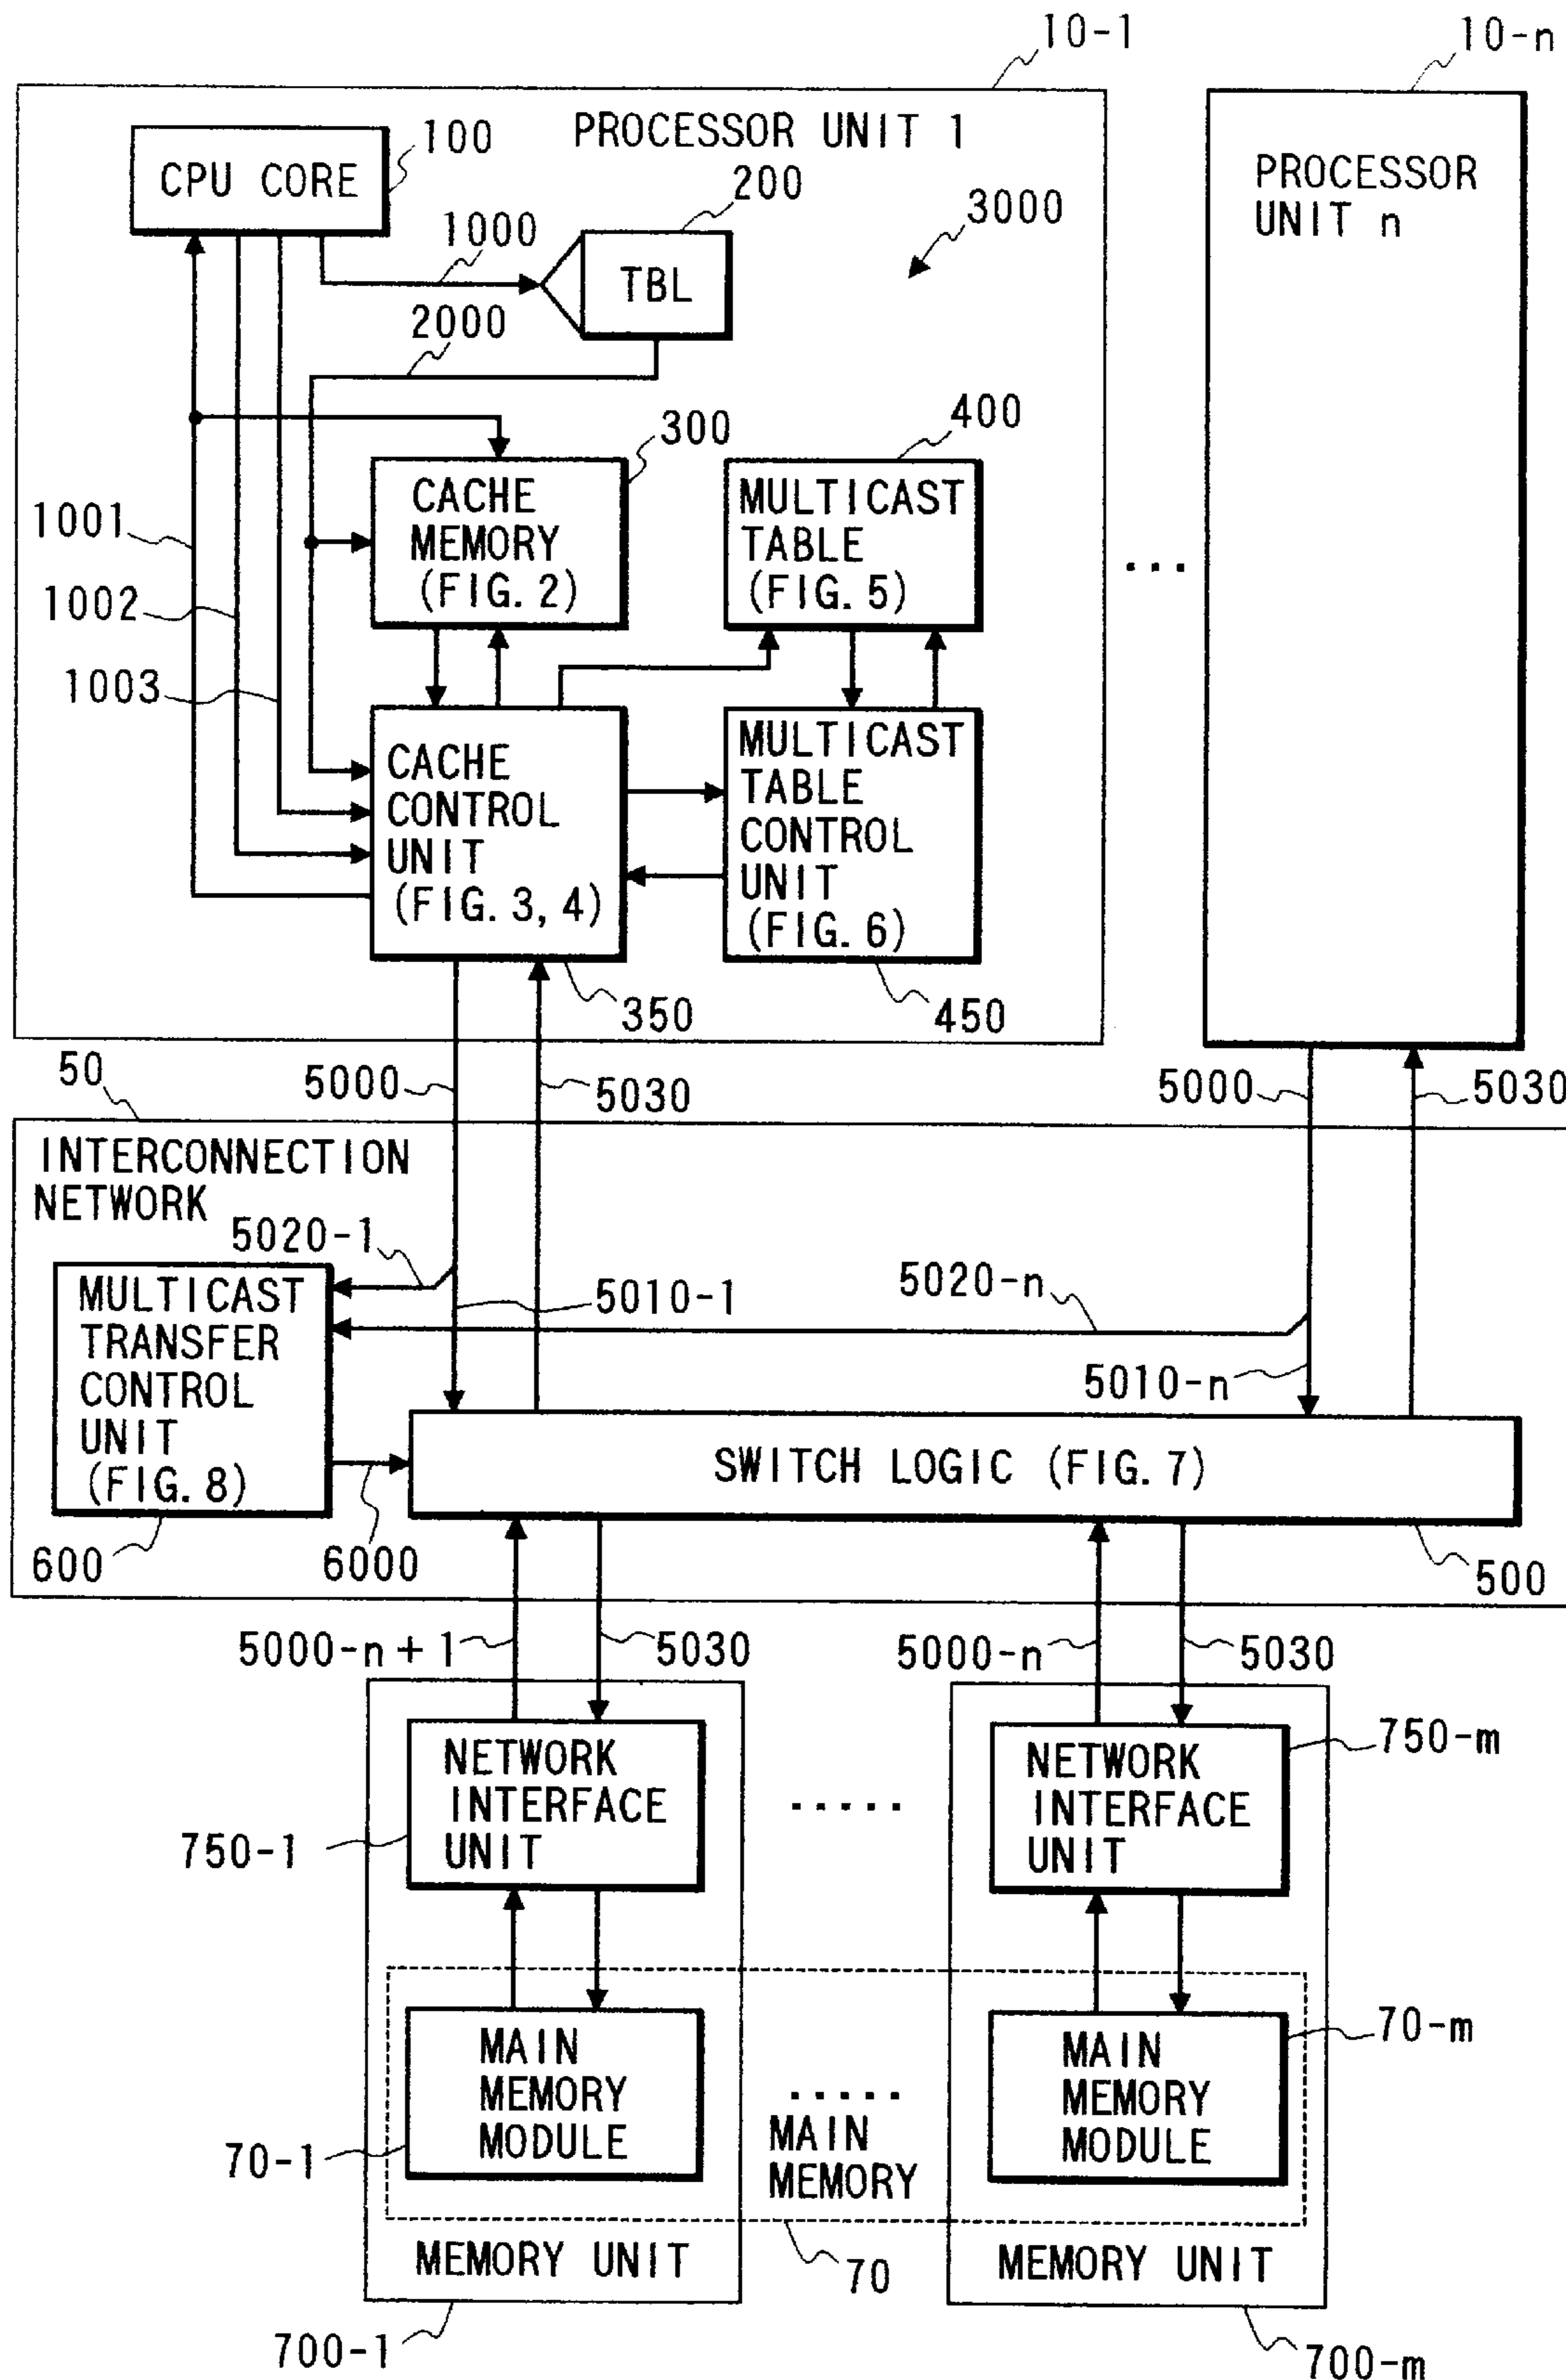 10-1
10-n
PROCESSOR UNIT 1
100
CPU CORE
200
3000
1000
TBL
2000
PROCESSOR
UNIT n
300
400
CACHE
MEMORY
(FIG. 2)
MULTICAST
TABLE
(FIG. 5)
...
1001
1002
1003
CACHE
CONTROL
UNIT
(FIG. 3, 4)
MULTICAST
TABLE
CONTROL
UNIT
(FIG. 6)
350
450
50
5000
5030
5000
5030
INTERCONNECTION
NETWORK
5020-1
5010-1
5020-n
5010-n
MULTICAST
TRANSFER
CONTROL
UNIT
(FIG. 8)
SWITCH LOGIC (FIG. 7)
600
6000
500
5000-n+1
5030
5000-n
5030
NETWORK
INTERFACE
UNIT
750-1
.....
NETWORK
INTERFACE
UNIT
750-m
MAIN
MEMORY
MODULE
70-1
.....
MAIN
MEMORY
MAIN
MEMORY
MODULE
70-m
MEMORY UNIT
70
MEMORY UNIT
700-1
700-m